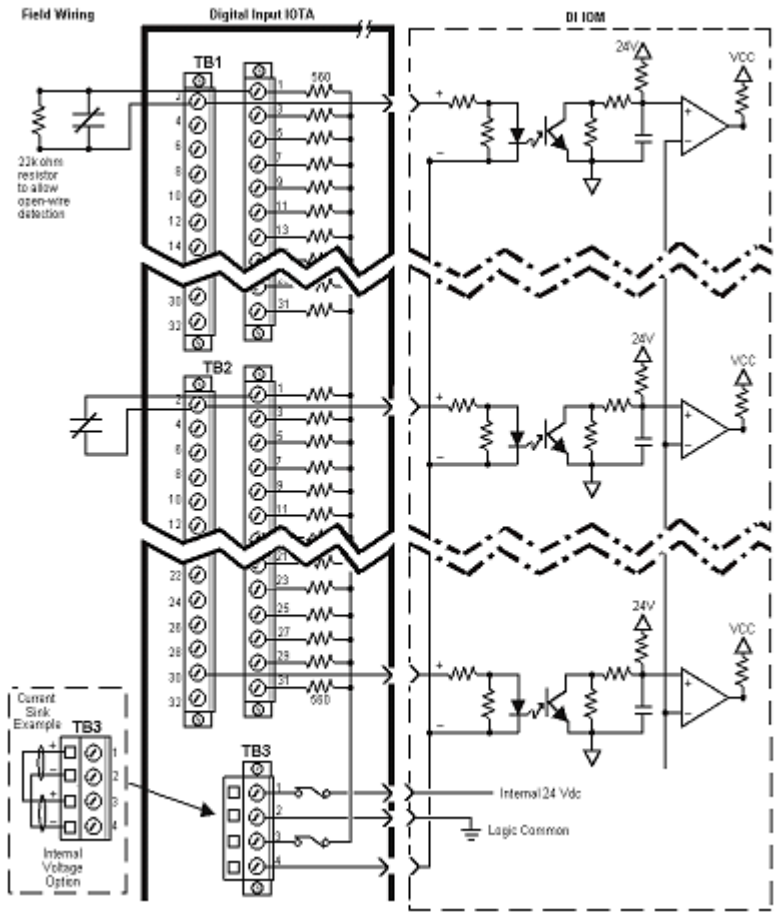 Field Wiring
Digital Input IOTA
DI IOM
TB1
1
560
2
3
4
5
6
7
8
9
10
11
12
13
14
30
31
32
22k ohm
resistor
to allow
open-wire
detection
+
−
24V
VCC
+
−
TB2
1
2
3
4
5
6
7
8
9
10
11
12
21
22
23
24
25
26
27
28
29
30
31
560
32
+
−
24V
VCC
+
−
+
−
24V
VCC
+
−
Current
Sink
Example
TB3
+
−
+
−
1
2
3
4
Internal
Voltage
Option
TB3
1
2
3
4
Internal 24 Vdc
Logic Common